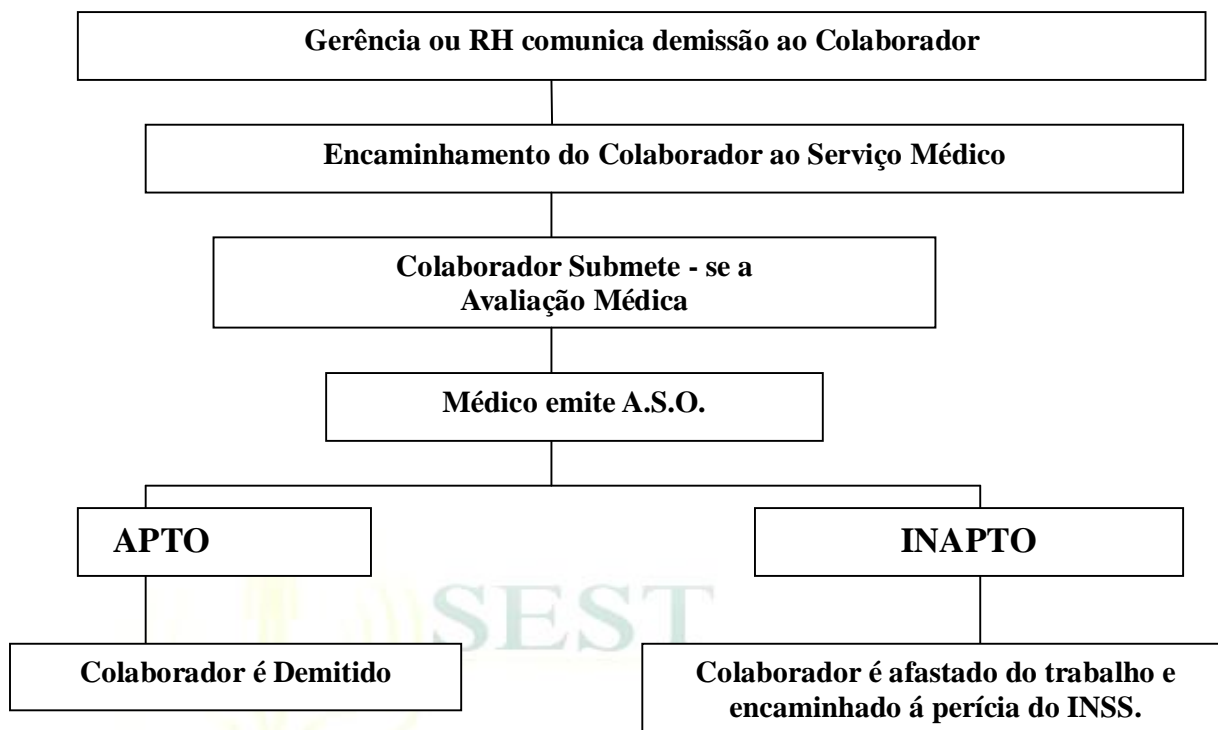 Gerência ou RH comunica demissão ao Colaborador
Encaminhamento do Colaborador ao Serviço Médico
Colaborador Submete - se a
Avaliação Médica
Médico emite A.S.O.
APTO
INAPTO
SEST
Colaborador é Demitido
Colaborador é afastado do trabalho e
encaminhado á perícia do INSS.